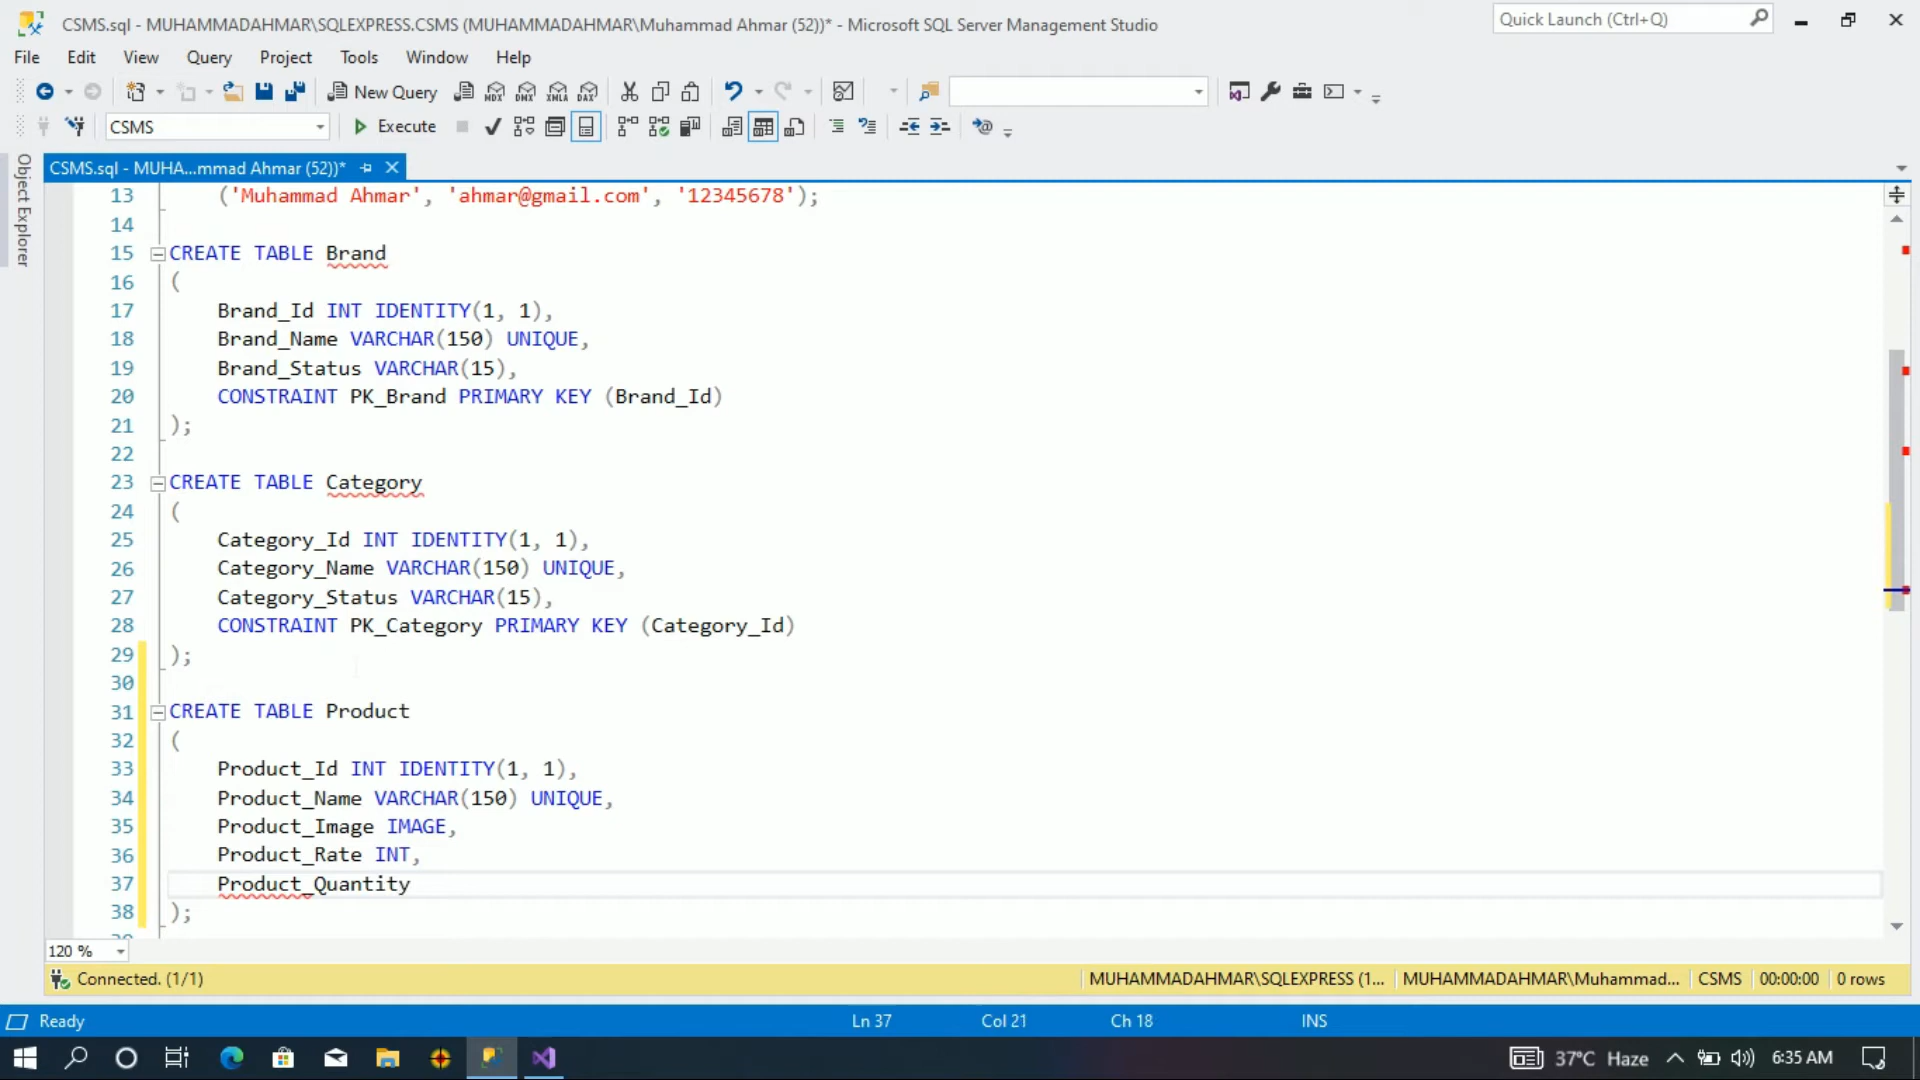 CSMS.sql - MUHAMMADAHMAR\SQLEXPRESS.CSMS (MUHAMMADAHMAR\Muhammad Ahmar (52))* - Microsoft SQL Server Management Studio
Quick Launch (Ctrl+Q)
File Edit View Query Project Tools Window Help
New Query MDX DMX XMLA DAX
CSMS Execute
Object Explorer
CSMS.sql - MUHA...mmad Ahmar (52))*
13 ('Muhammad Ahmar', 'ahmar@gmail.com', '12345678');
14
15 CREATE TABLE Brand
16 (
17 Brand_Id INT IDENTITY(1, 1),
18 Brand_Name VARCHAR(150) UNIQUE,
19 Brand_Status VARCHAR(15),
20 CONSTRAINT PK_Brand PRIMARY KEY (Brand_Id)
21 );
22
23 CREATE TABLE Category
24 (
25 Category_Id INT IDENTITY(1, 1),
26 Category_Name VARCHAR(150) UNIQUE,
27 Category_Status VARCHAR(15),
28 CONSTRAINT PK_Category PRIMARY KEY (Category_Id)
29 );
30
31 CREATE TABLE Product
32 (
33 Product_Id INT IDENTITY(1, 1),
34 Product_Name VARCHAR(150) UNIQUE,
35 Product_Image IMAGE,
36 Product_Rate INT,
37 Product_Quantity
38 );
120 %
Connected. (1/1) MUHAMMADAHMAR\SQLEXPRESS (1... MUHAMMADAHMAR\Muhammad... CSMS 00:00:00 0 rows
Ready Ln 37 Col 21 Ch 18 INS
37°C Haze 6:35 AM